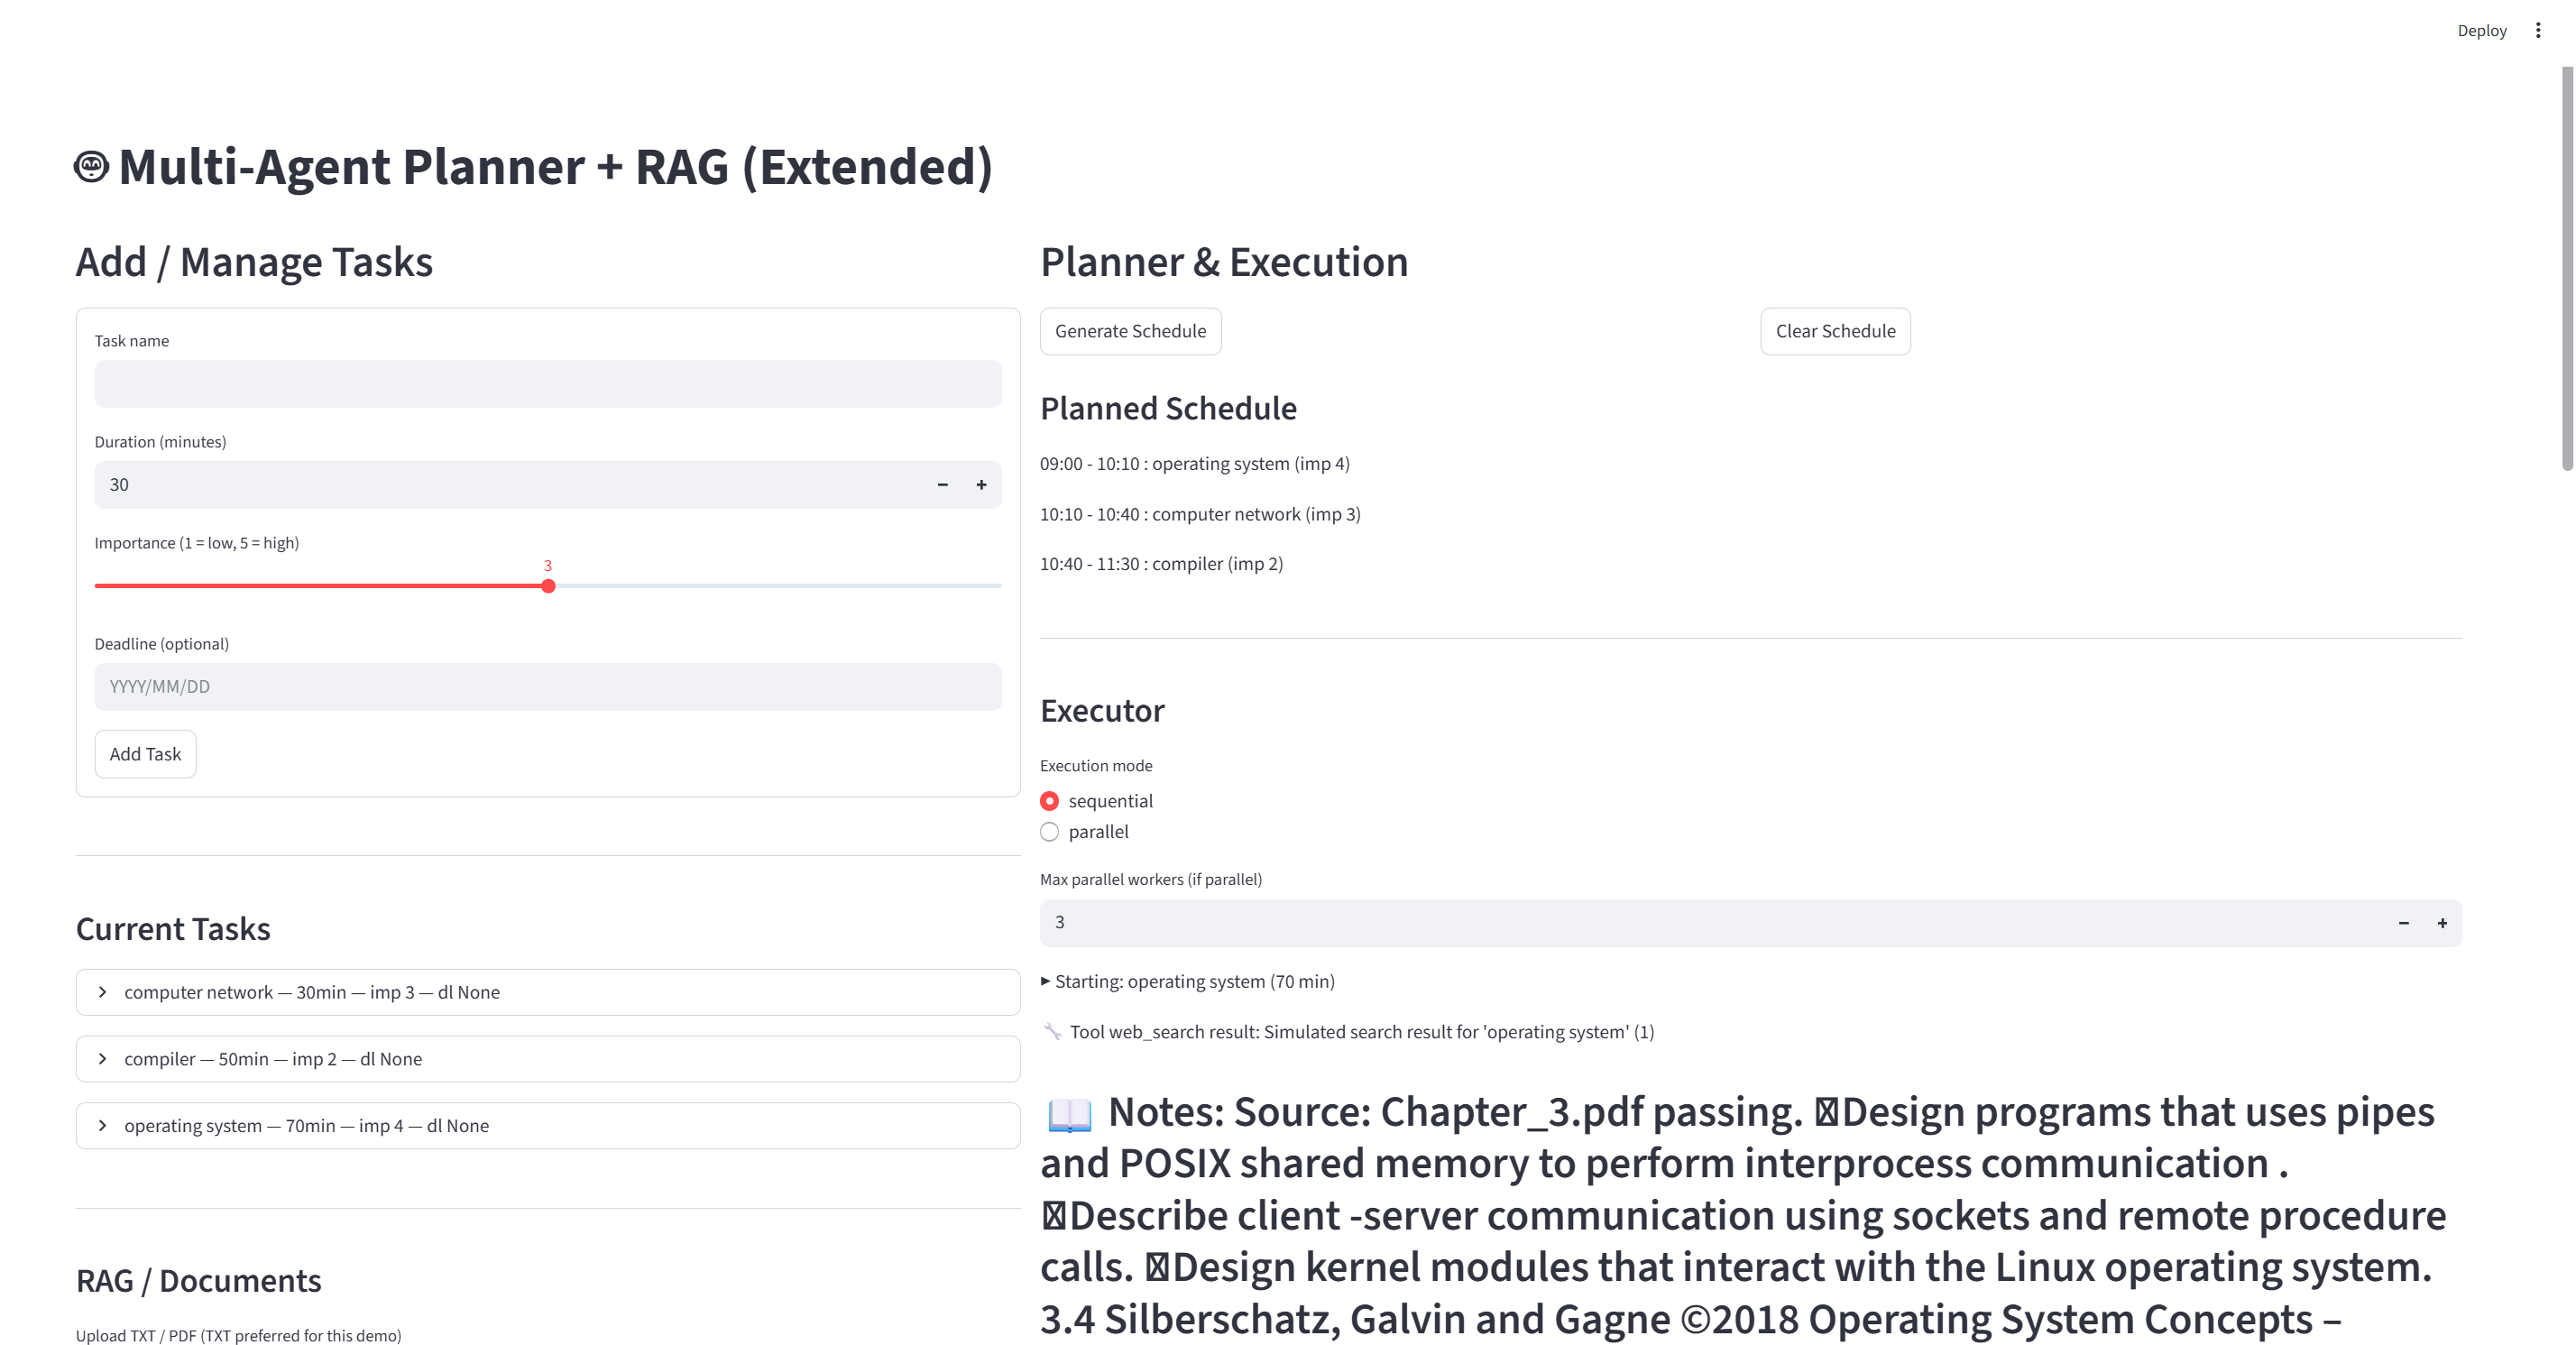 Deploy
Multi-Agent Planner + RAG (Extended)
Add / Manage Tasks
Task name
Duration (minutes)
30
Importance (1 = low, 5 = high)
3
Deadline (optional)
YYYY/MM/DD
Add Task
Current Tasks
computer network — 30min — imp 3 — dl None
compiler — 50min — imp 2 — dl None
operating system — 70min — imp 4 — dl None
RAG / Documents
Upload TXT / PDF (TXT preferred for this demo)
Planner & Execution
Generate Schedule
Clear Schedule
Planned Schedule
09:00 - 10:10 : operating system (imp 4)
10:10 - 10:40 : computer network (imp 3)
10:40 - 11:30 : compiler (imp 2)
Executor
Execution mode
sequential
parallel
Max parallel workers (if parallel)
3
Starting: operating system (70 min)
Tool web_search result: Simulated search result for 'operating system' (1)
Notes: Source: Chapter_3.pdf passing. Design programs that uses pipes
and POSIX shared memory to perform interprocess communication .
Describe client -server communication using sockets and remote procedure
calls. Design kernel modules that interact with the Linux operating system.
3.4 Silberschatz, Galvin and Gagne ©2018 Operating System Concepts –